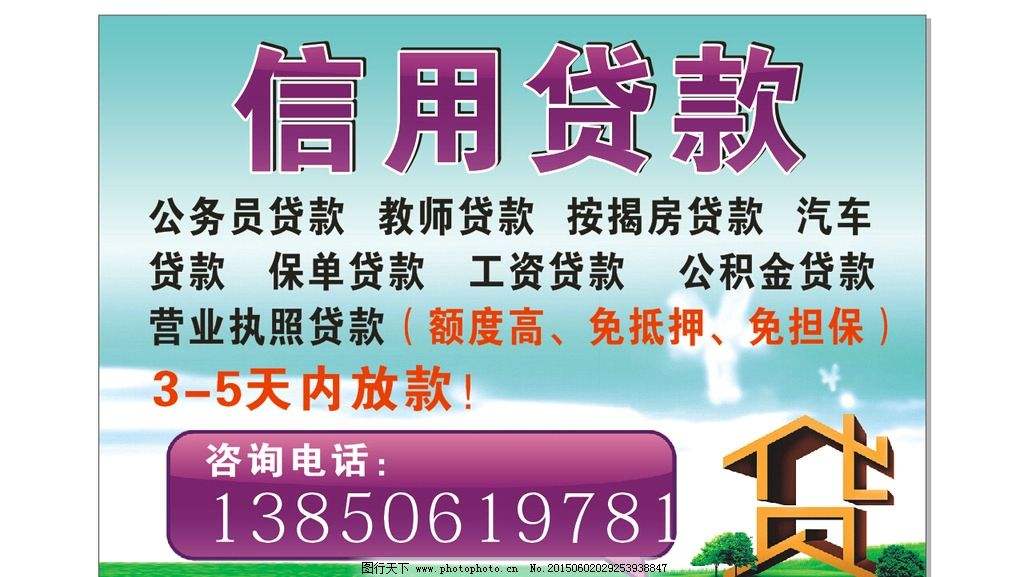 信用贷款
公务员贷款 教师贷款 按揭房贷款 汽车
贷款 保单贷款 工资贷款 公积金贷款
营业执照贷款（额度高、免抵押、免担保）
3-5天内放款！
咨询电话：
13850619781
贷
图行天下 www.photophoto.cn No.20150602029253938847